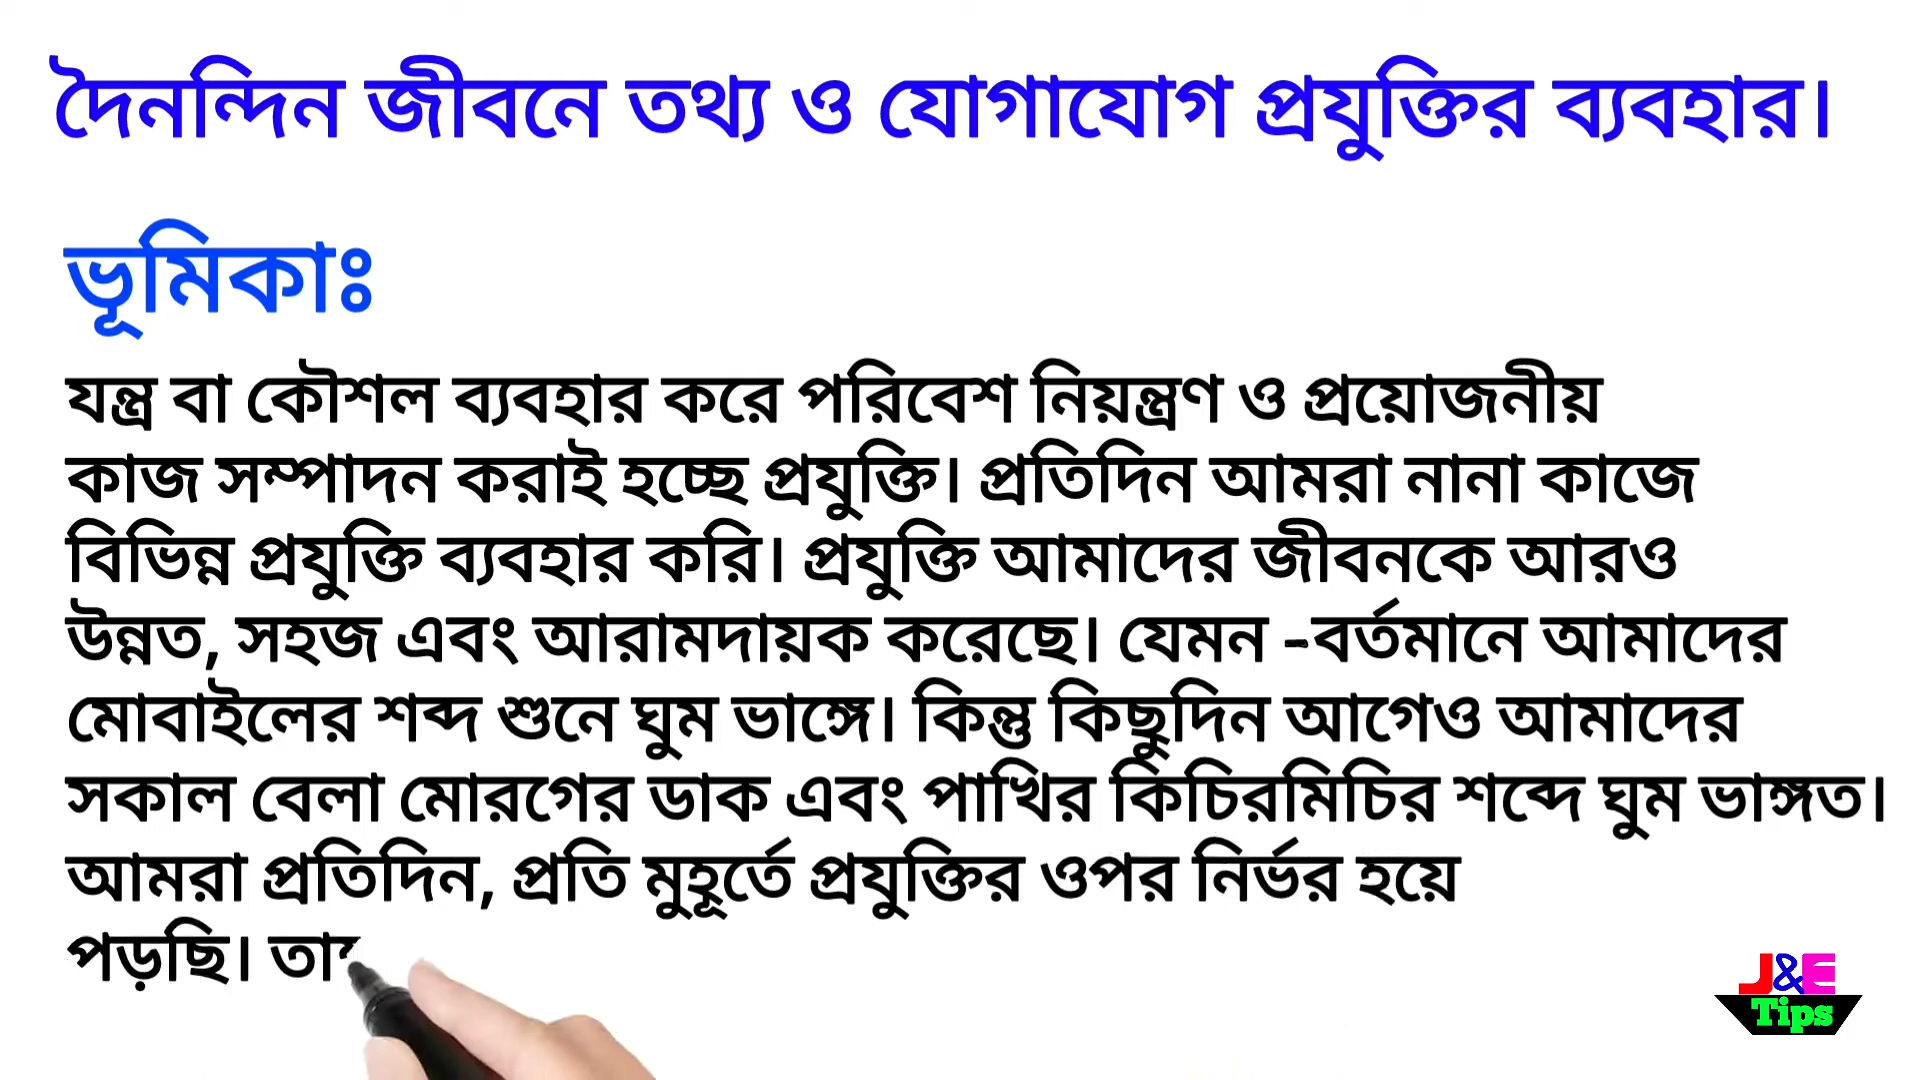 দৈনন্দিন জীবনে তথ্য ও যোগাযোগ প্রযুক্তির ব্যবহার।
ভূমিকাঃ
যন্ত্র বা কৌশল ব্যবহার করে পরিবেশ নিয়ন্ত্রণ ও প্রয়োজনীয়
কাজ সম্পাদন করাই হচ্ছে প্রযুক্তি। প্রতিদিন আমরা নানা কাজে
বিভিন্ন প্রযুক্তি ব্যবহার করি। প্রযুক্তি আমাদের জীবনকে আরও
উন্নত, সহজ এবং আরামদায়ক করেছে। যেমন -বর্তমানে আমাদের
মোবাইলের শব্দ শুনে ঘুম ভাঙ্গে। কিন্তু কিছুদিন আগেও আমাদের
সকাল বেলা মোরগের ডাক এবং পাখির কিচিরমিচির শব্দে ঘুম ভাঙ্গত।
আমরা প্রতিদিন, প্রতি মুহূর্তে প্রযুক্তির ওপর নির্ভর হয়ে
পড়ছি।
J&E
Tips